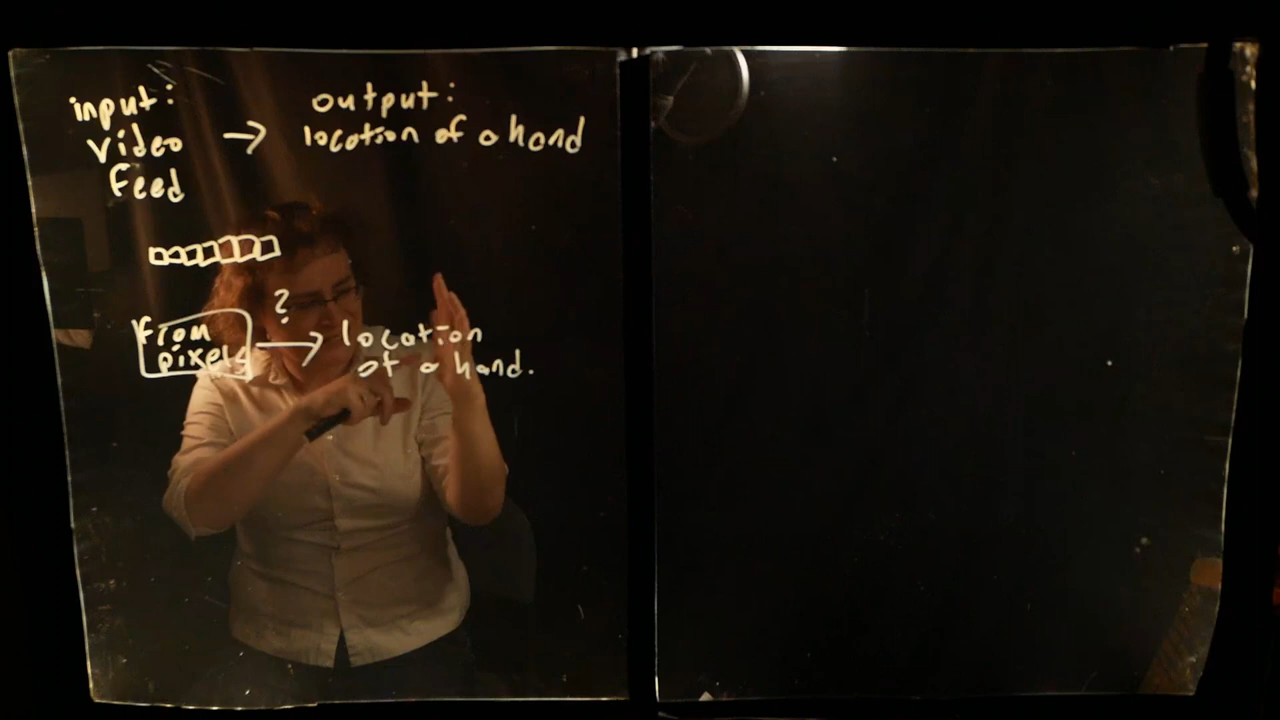 input:
video
feed
→
output:
location of a hand
from
pixels
?
→
location
of a hand.